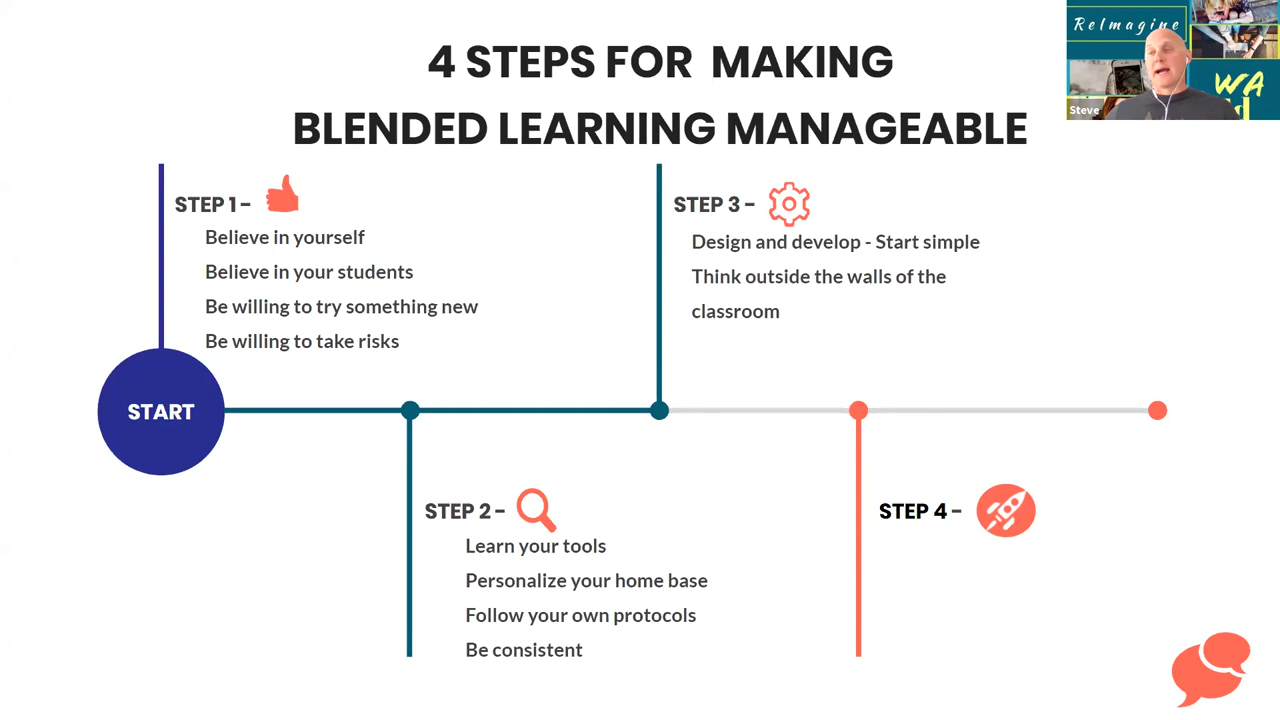 4 STEPS FOR MAKING
BLENDED LEARNING MANAGEABLE
ReImagine
WA
Steve
STEP 1 -
Believe in yourself
Believe in your students
Be willing to try something new
Be willing to take risks
STEP 3 -
Design and develop - Start simple
Think outside the walls of the
classroom
START
STEP 2 -
Learn your tools
Personalize your home base
Follow your own protocols
Be consistent
STEP 4 -